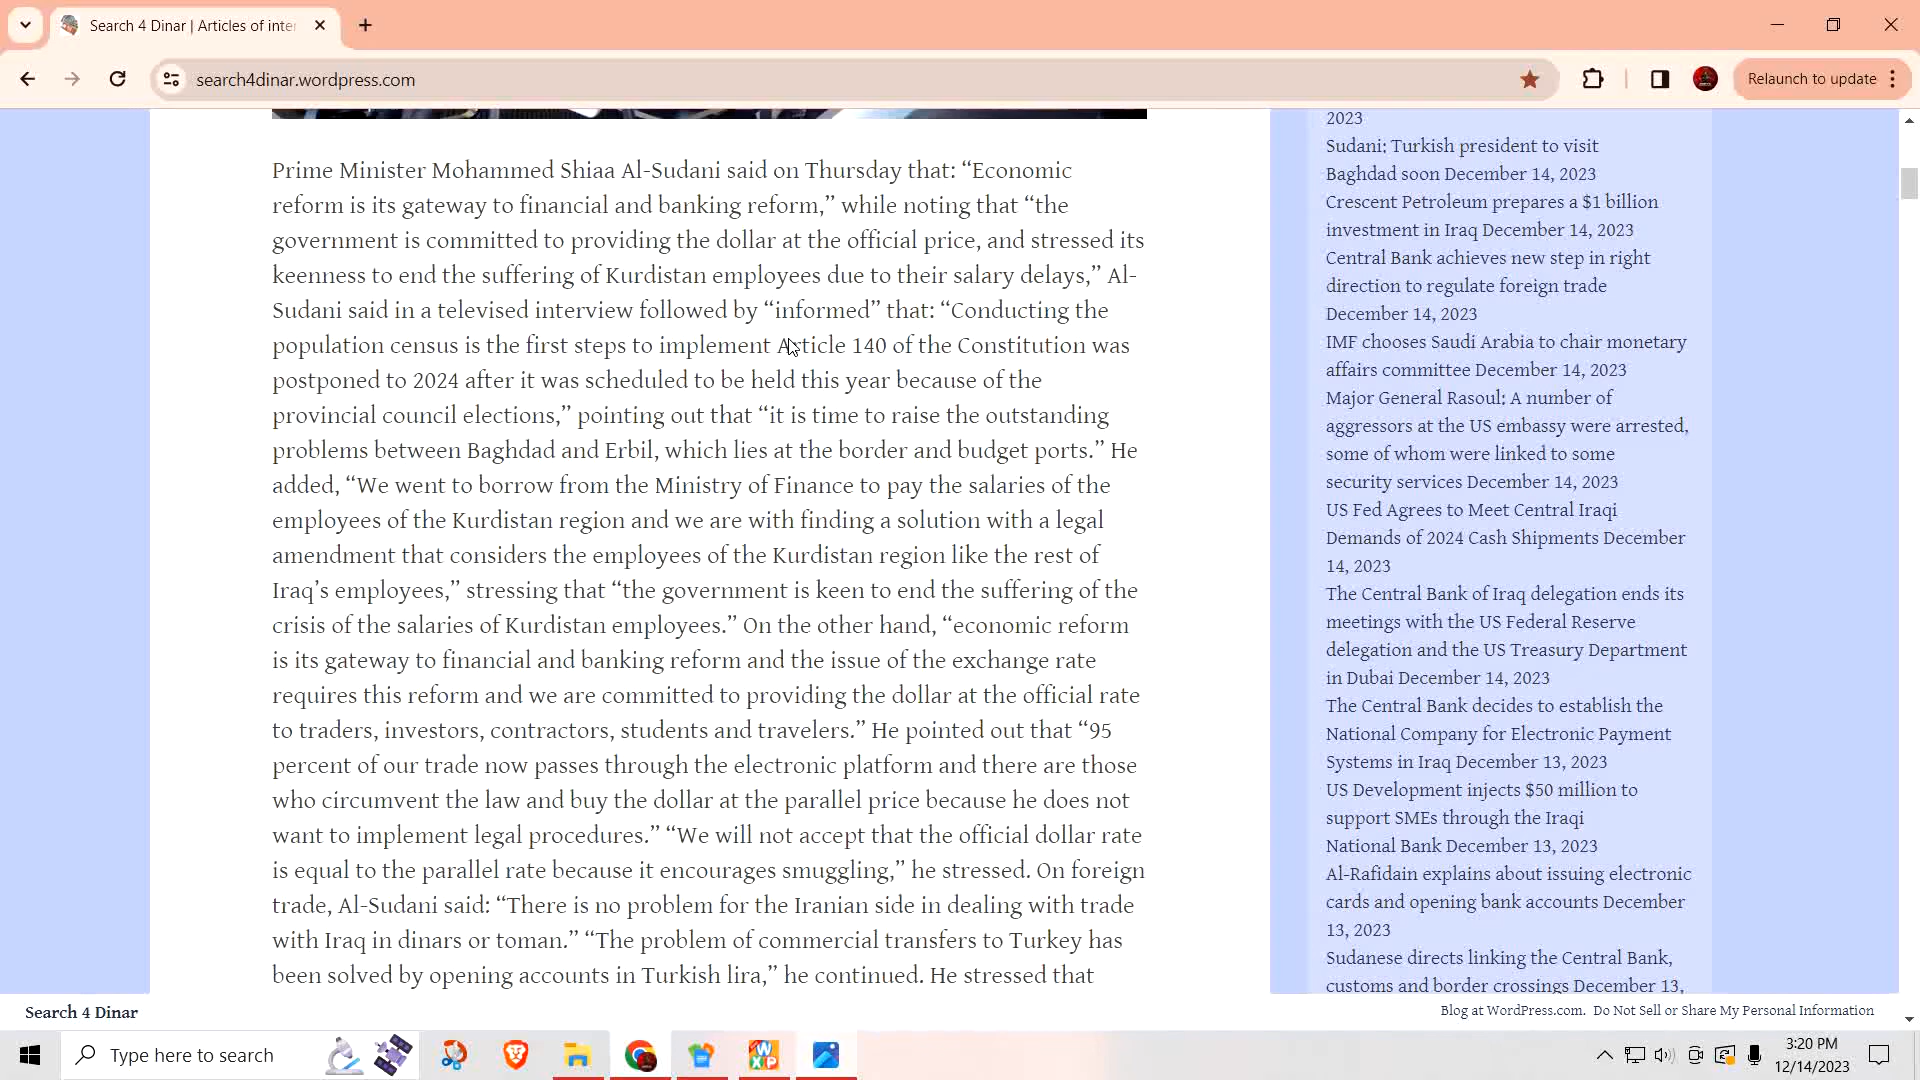 Search 4 Dinar | Articles of inter
search4dinar.wordpress.com
Relaunch to update
Prime Minister Mohammed Shiaa Al-Sudani said on Thursday that: “Economic
reform is its gateway to financial and banking reform,” while noting that “the
government is committed to providing the dollar at the official price, and stressed its
keenness to end the suffering of Kurdistan employees due to their salary delays,” Al-
Sudani said in a televised interview followed by “informed” that: “Conducting the
population census is the first steps to implement Article 140 of the Constitution was
postponed to 2024 after it was scheduled to be held this year because of the
provincial council elections,” pointing out that “it is time to raise the outstanding
problems between Baghdad and Erbil, which lies at the border and budget ports.” He
added, “We went to borrow from the Ministry of Finance to pay the salaries of the
employees of the Kurdistan region and we are with finding a solution with a legal
amendment that considers the employees of the Kurdistan region like the rest of
Iraq’s employees,” stressing that “the government is keen to end the suffering of the
crisis of the salaries of Kurdistan employees.” On the other hand, “economic reform
is its gateway to financial and banking reform and the issue of the exchange rate
requires this reform and we are committed to providing the dollar at the official rate
to traders, investors, contractors, students and travelers.” He pointed out that “95
percent of our trade now passes through the electronic platform and there are those
who circumvent the law and buy the dollar at the parallel price because he does not
want to implement legal procedures.” “We will not accept that the official dollar rate
is equal to the parallel rate because it encourages smuggling,” he stressed. On foreign
trade, Al-Sudani said: “There is no problem for the Iranian side in dealing with trade
with Iraq in dinars or toman.” “The problem of commercial transfers to Turkey has
been solved by opening accounts in Turkish lira,” he continued. He stressed that
2023
Sudani: Turkish president to visit
Baghdad soon December 14, 2023
Crescent Petroleum prepares a $1 billion
investment in Iraq December 14, 2023
Central Bank achieves new step in right
direction to regulate foreign trade
December 14, 2023
IMF chooses Saudi Arabia to chair monetary
affairs committee December 14, 2023
Major General Rasoul: A number of
aggressors at the US embassy were arrested,
some of whom were linked to some
security services December 14, 2023
US Fed Agrees to Meet Central Iraqi
Demands of 2024 Cash Shipments December
14, 2023
The Central Bank of Iraq delegation ends its
meetings with the US Federal Reserve
delegation and the US Treasury Department
in Dubai December 14, 2023
The Central Bank decides to establish the
National Company for Electronic Payment
Systems in Iraq December 13, 2023
US Development injects $50 million to
support SMEs through the Iraqi
National Bank December 13, 2023
Al-Rafidain explains about issuing electronic
cards and opening bank accounts December
13, 2023
Sudanese directs linking the Central Bank,
customs and border crossings December 13,
Search 4 Dinar
Blog at WordPress.com. Do Not Sell or Share My Personal Information
Type here to search
W
XP
3:20 PM
12/14/2023